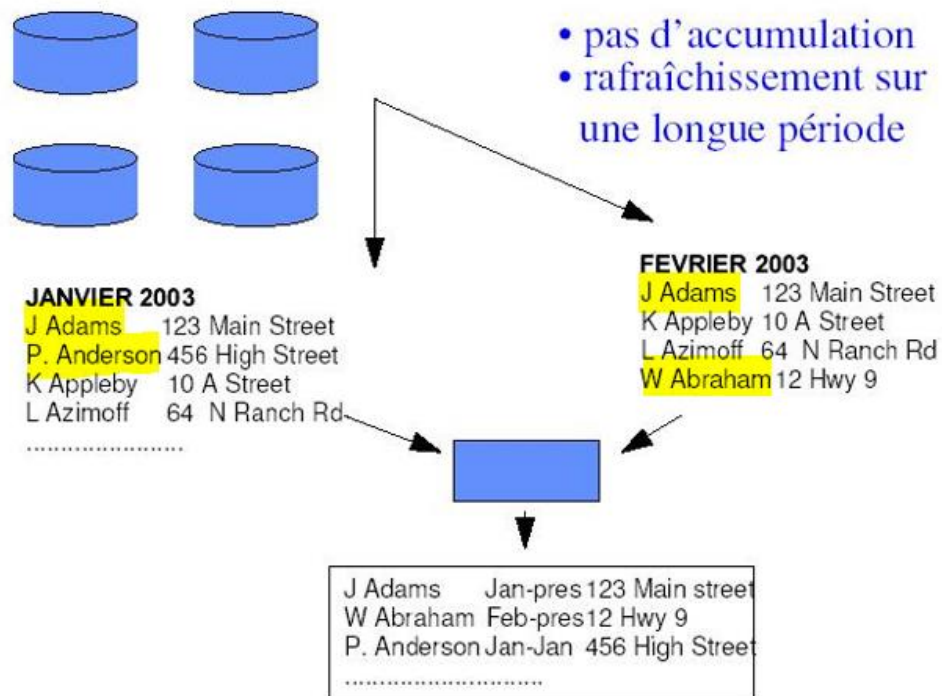 • pas d'accumulation
• rafraîchissement sur
une longue période
JANVIER 2003
J Adams 123 Main Street
P. Anderson 456 High Street
K Appleby 10 A Street
L Azimoff 64 N Ranch Rd
.......................
FEVRIER 2003
J Adams 123 Main Street
K Appleby 10 A Street
L Azimoff 64 N Ranch Rd
W Abraham 12 Hwy 9
J Adams Jan-pres 123 Main street
W Abraham Feb-pres 12 Hwy 9
P. Anderson Jan-Jan 456 High Street
.............................